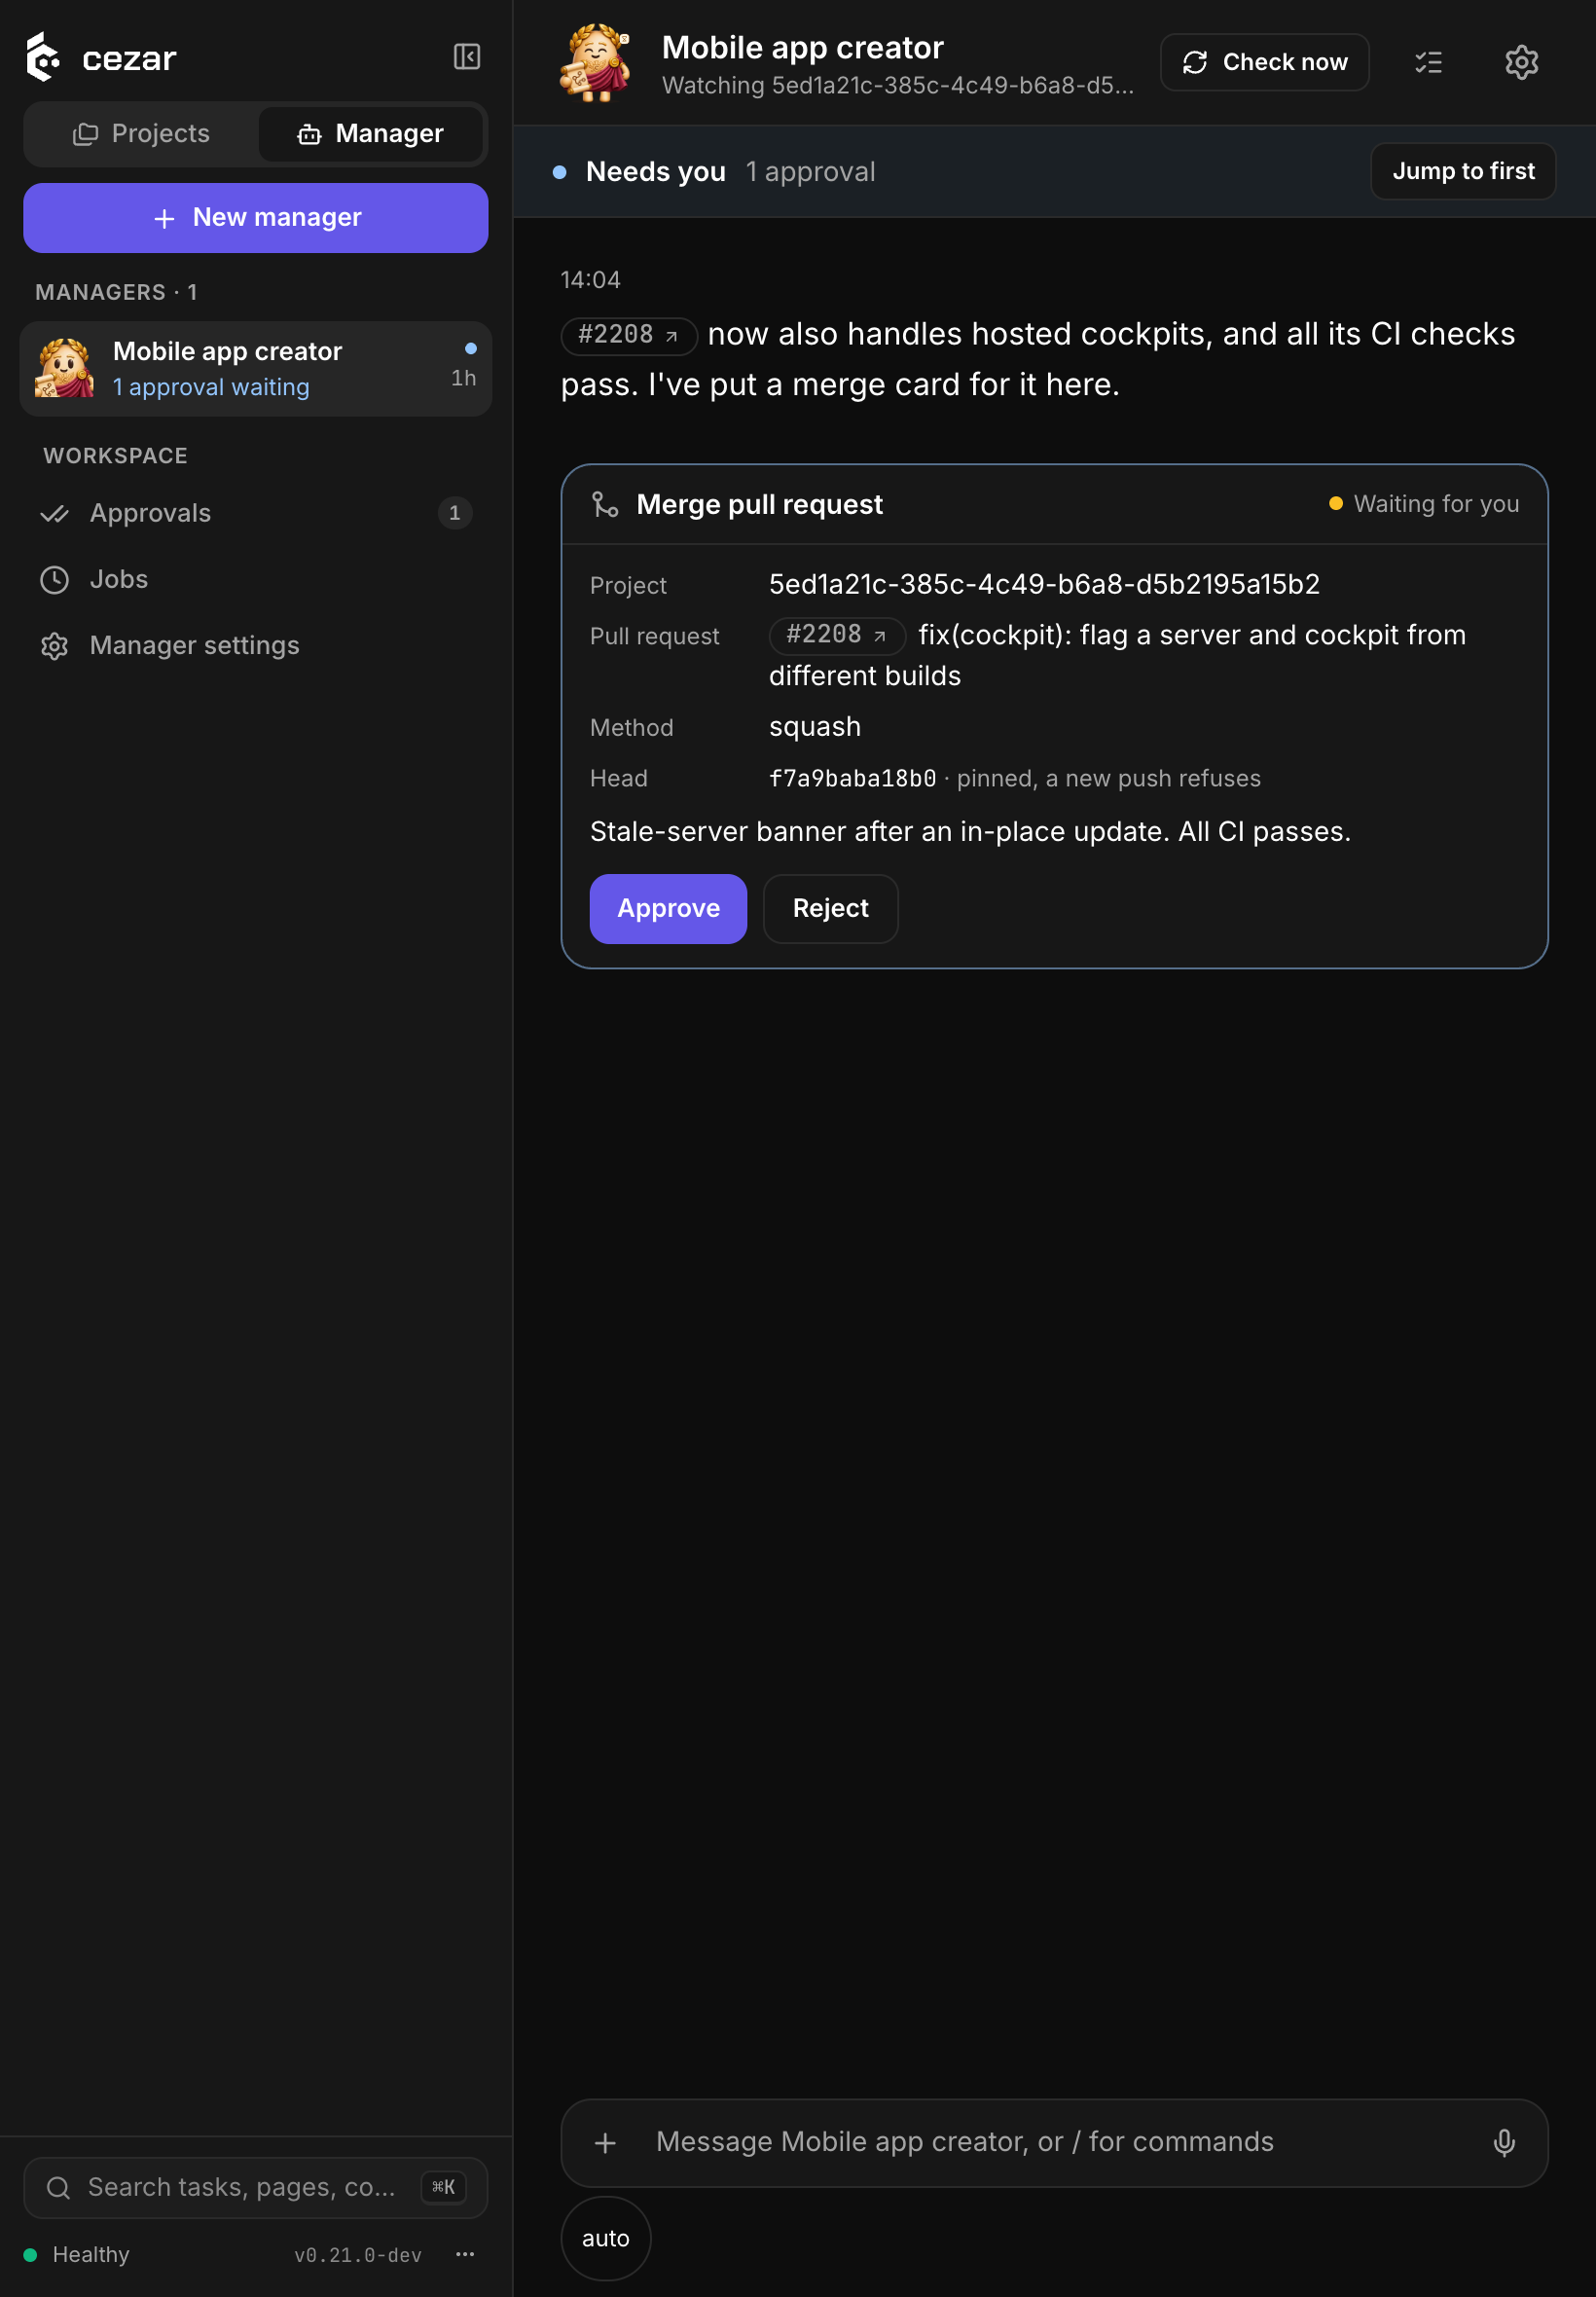 cezar
Projects
Manager
New manager
MANAGERS · 1
Mobile app creator
1 approval waiting
1h
WORKSPACE
Approvals
1
Jobs
Manager settings
Search tasks, pages, co...
⌘K
Healthy
v0.21.0-dev
Mobile app creator
Watching 5ed1a21c-385c-4c49-b6a8-d5...
Check now
Needs you 1 approval
Jump to first
14:04
#2208 now also handles hosted cockpits, and all its CI checks
pass. I've put a merge card for it here.
Merge pull request
Waiting for you
Project 5ed1a21c-385c-4c49-b6a8-d5b2195a15b2
Pull request #2208 fix(cockpit): flag a server and cockpit from
different builds
Method squash
Head f7a9baba18b0 · pinned, a new push refuses
Stale-server banner after an in-place update. All CI passes.
Approve
Reject
Message Mobile app creator, or / for commands
auto